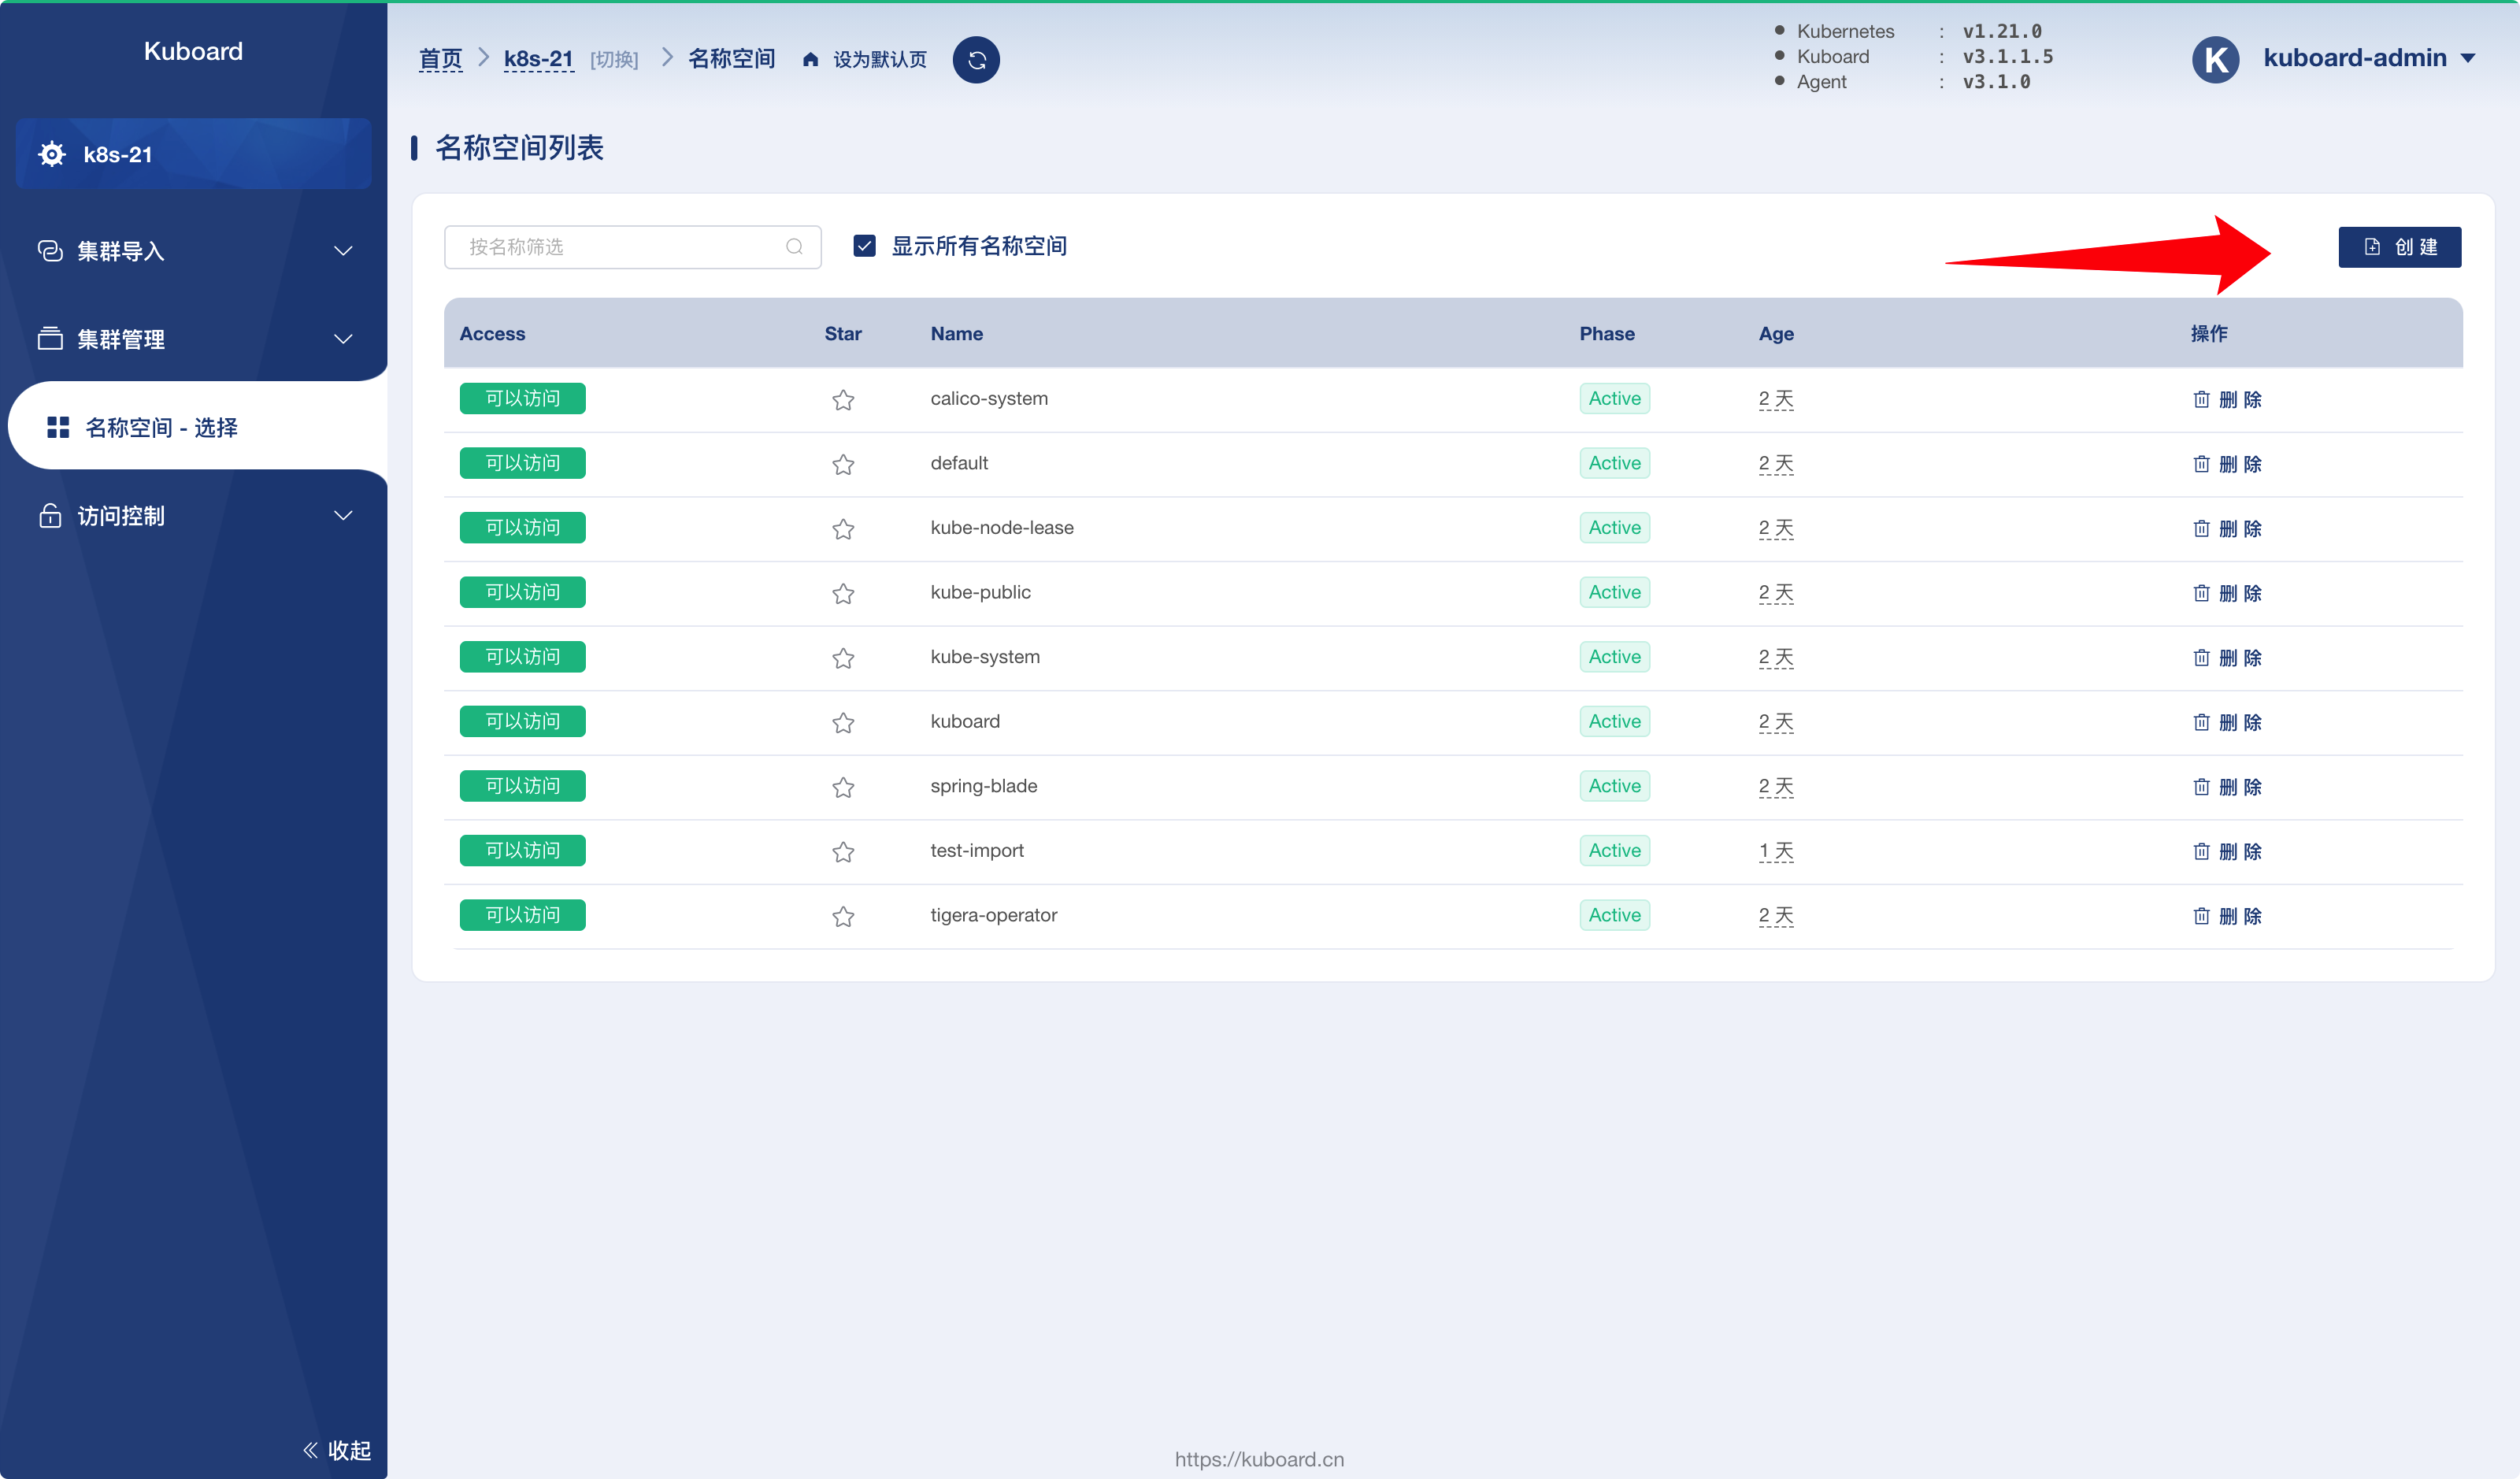 Kuboard
k8s-21
集群导入
集群管理
名称空间 - 选择
访问控制
收起
首页 k8s-21 [切换] 名称空间 设为默认页
Kubernetes : v1.21.0
Kuboard : v3.1.1.5
Agent : v3.1.0
K kuboard-admin
名称空间列表
按名称筛选 显示所有名称空间 创 建
Access Star Name Phase Age 操作
可以访问 calico-system Active 2 天 删 除
可以访问 default Active 2 天 删 除
可以访问 kube-node-lease Active 2 天 删 除
可以访问 kube-public Active 2 天 删 除
可以访问 kube-system Active 2 天 删 除
可以访问 kuboard Active 2 天 删 除
可以访问 spring-blade Active 2 天 删 除
可以访问 test-import Active 1 天 删 除
可以访问 tigera-operator Active 2 天 删 除
https://kuboard.cn